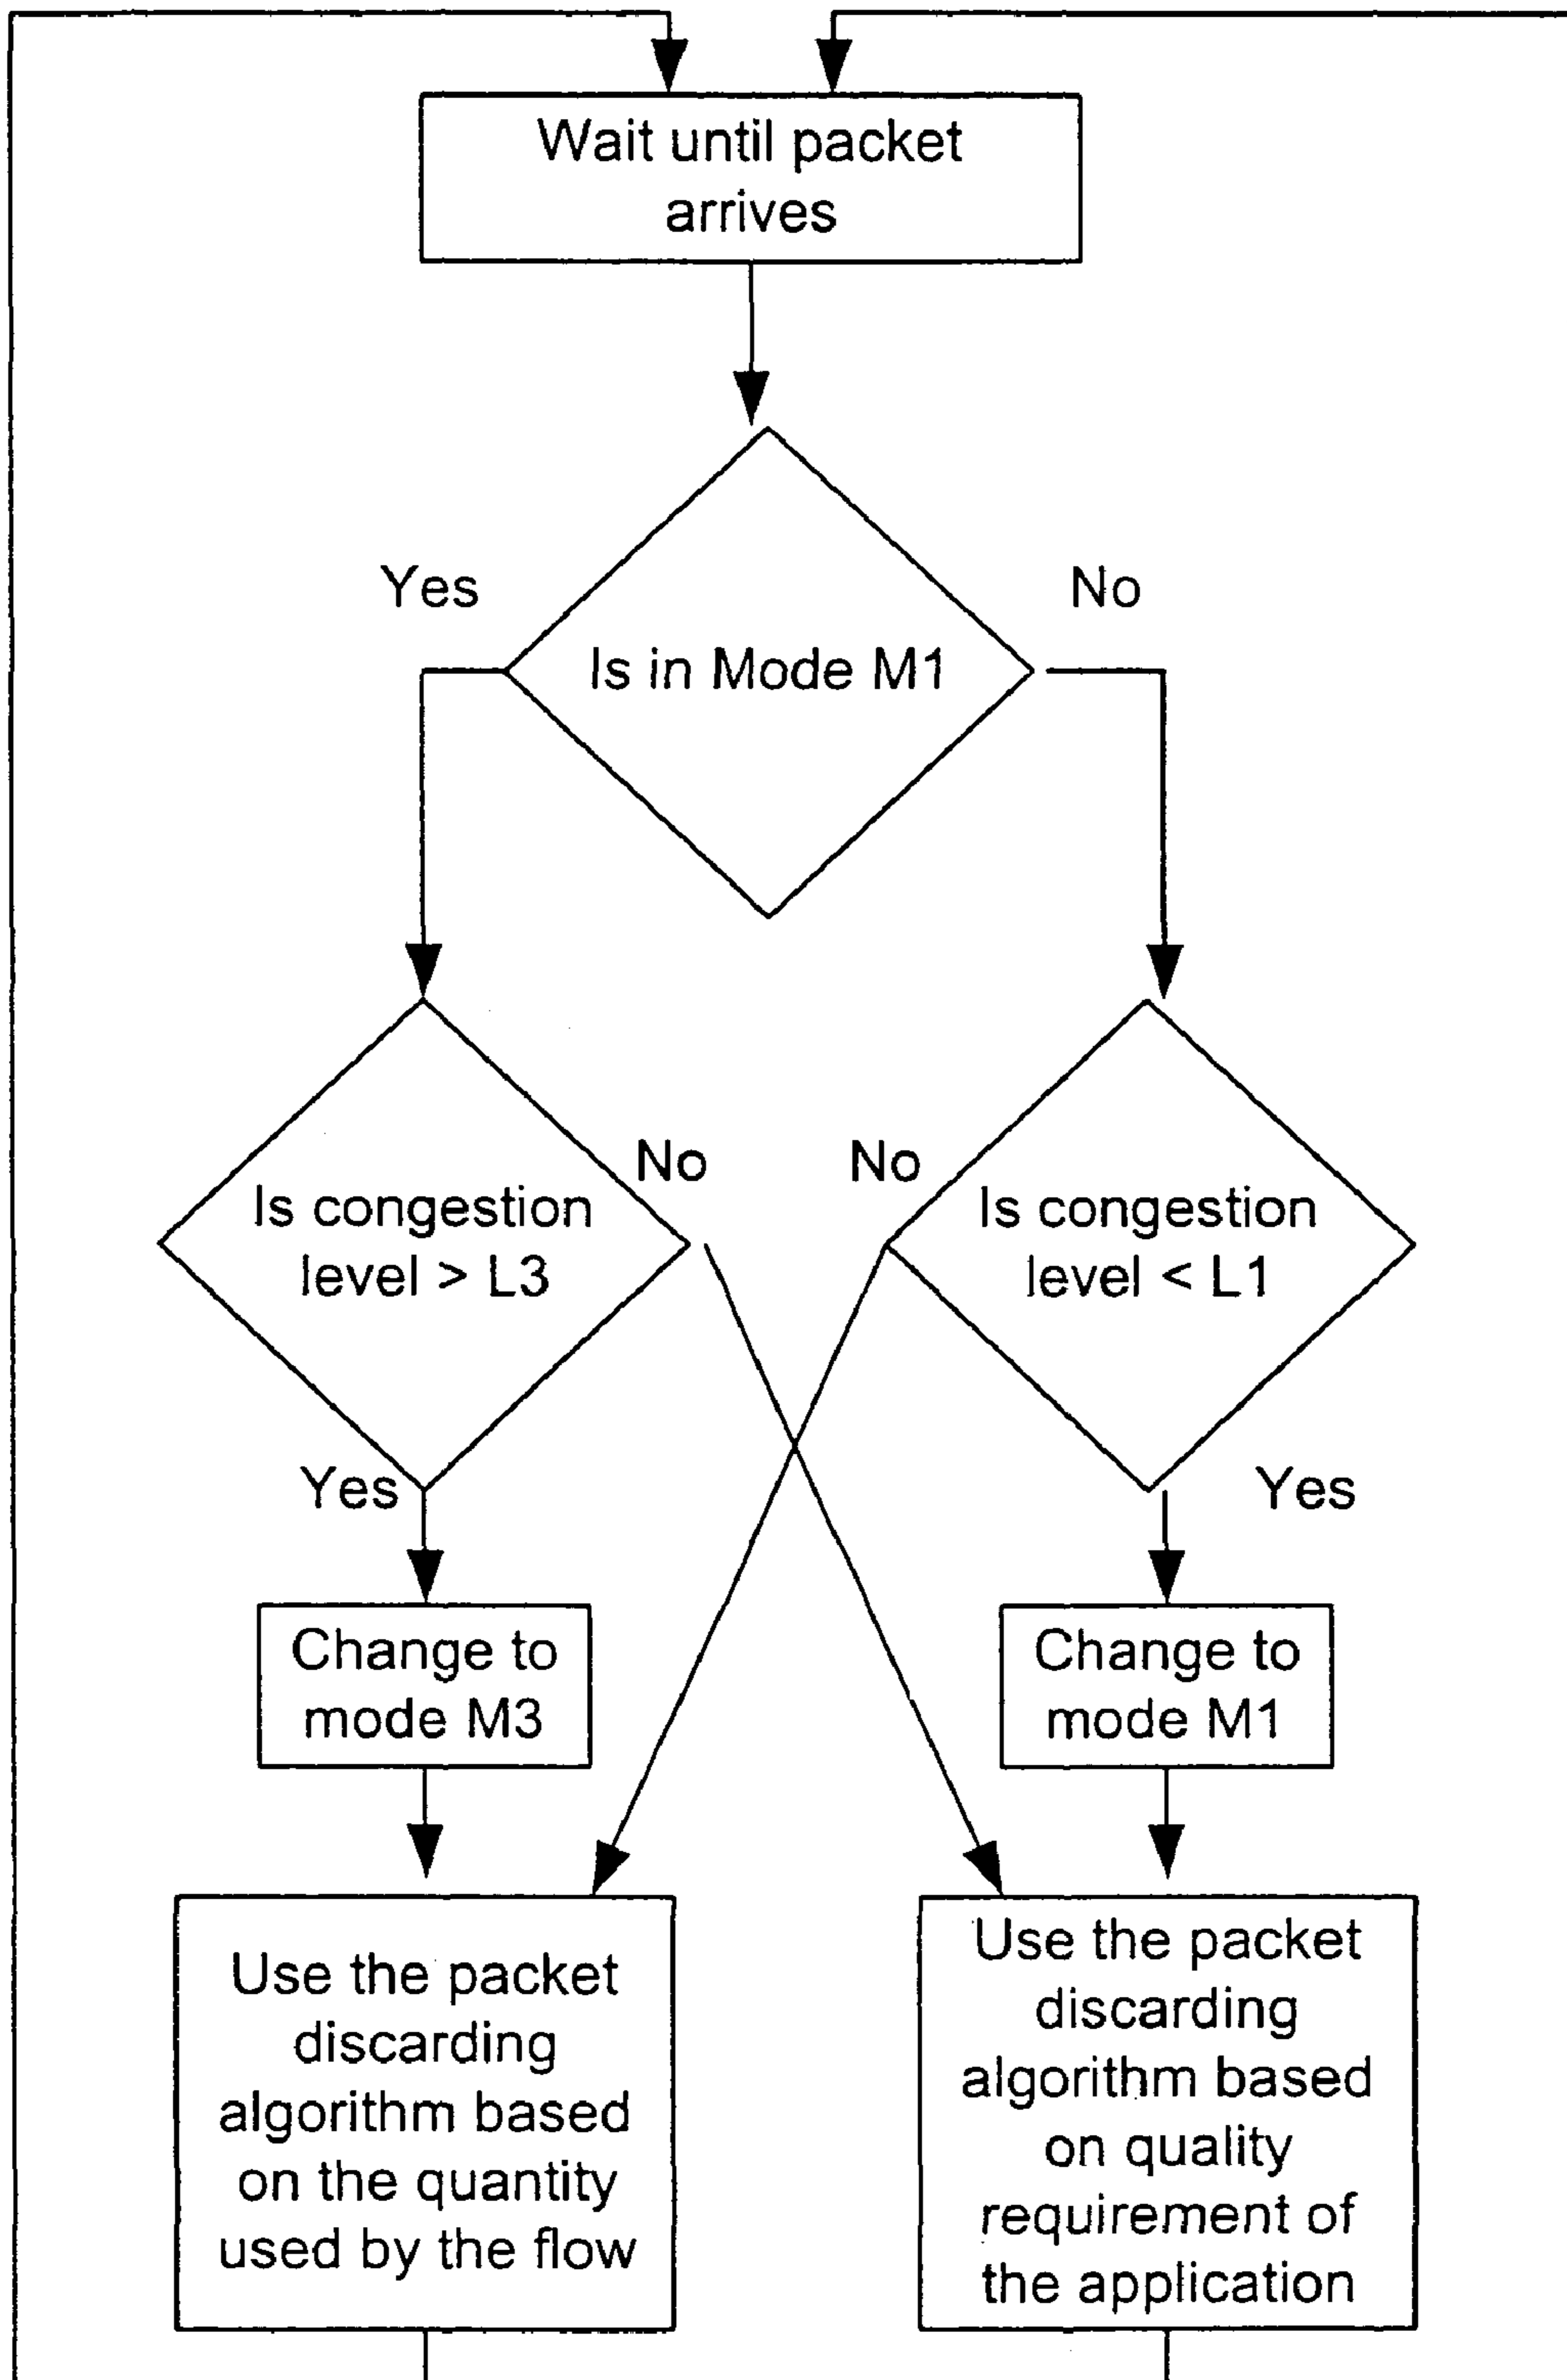 Wait until packet
arrives
Yes
No
Is in Mode M1
No
No
Is congestion
level > L3
Is congestion
level < L1
Yes
Yes
Change to
mode M3
Change to
mode M1
Use the packet
discarding
algorithm based
on the quantity
used by the flow
Use the packet
discarding
algorithm based
on quality
requirement of
the application